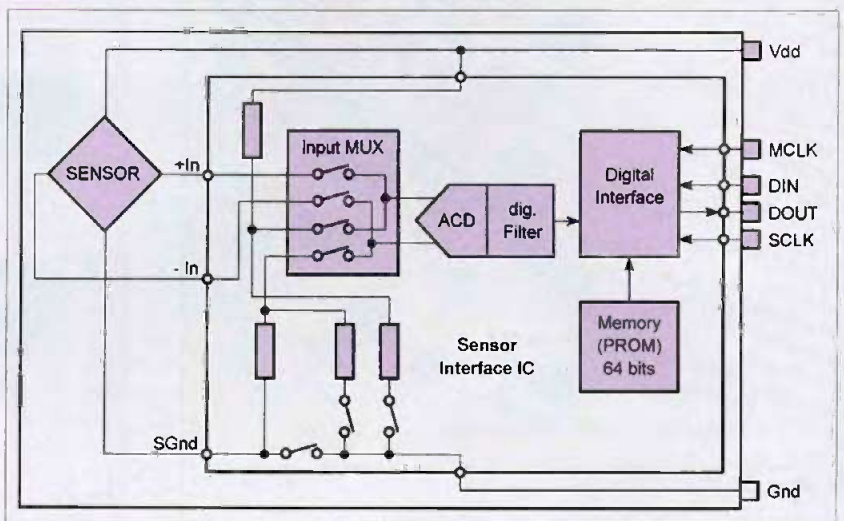 Vdd
Input MUX
MCLK
SENSOR
+In
Digital
Interface
DIN
ACD
dig.
Filter
DOUT
SCLK
- In
Memory
(PROM)
64 bits
Sensor
Interface IC
SGnd
Gnd